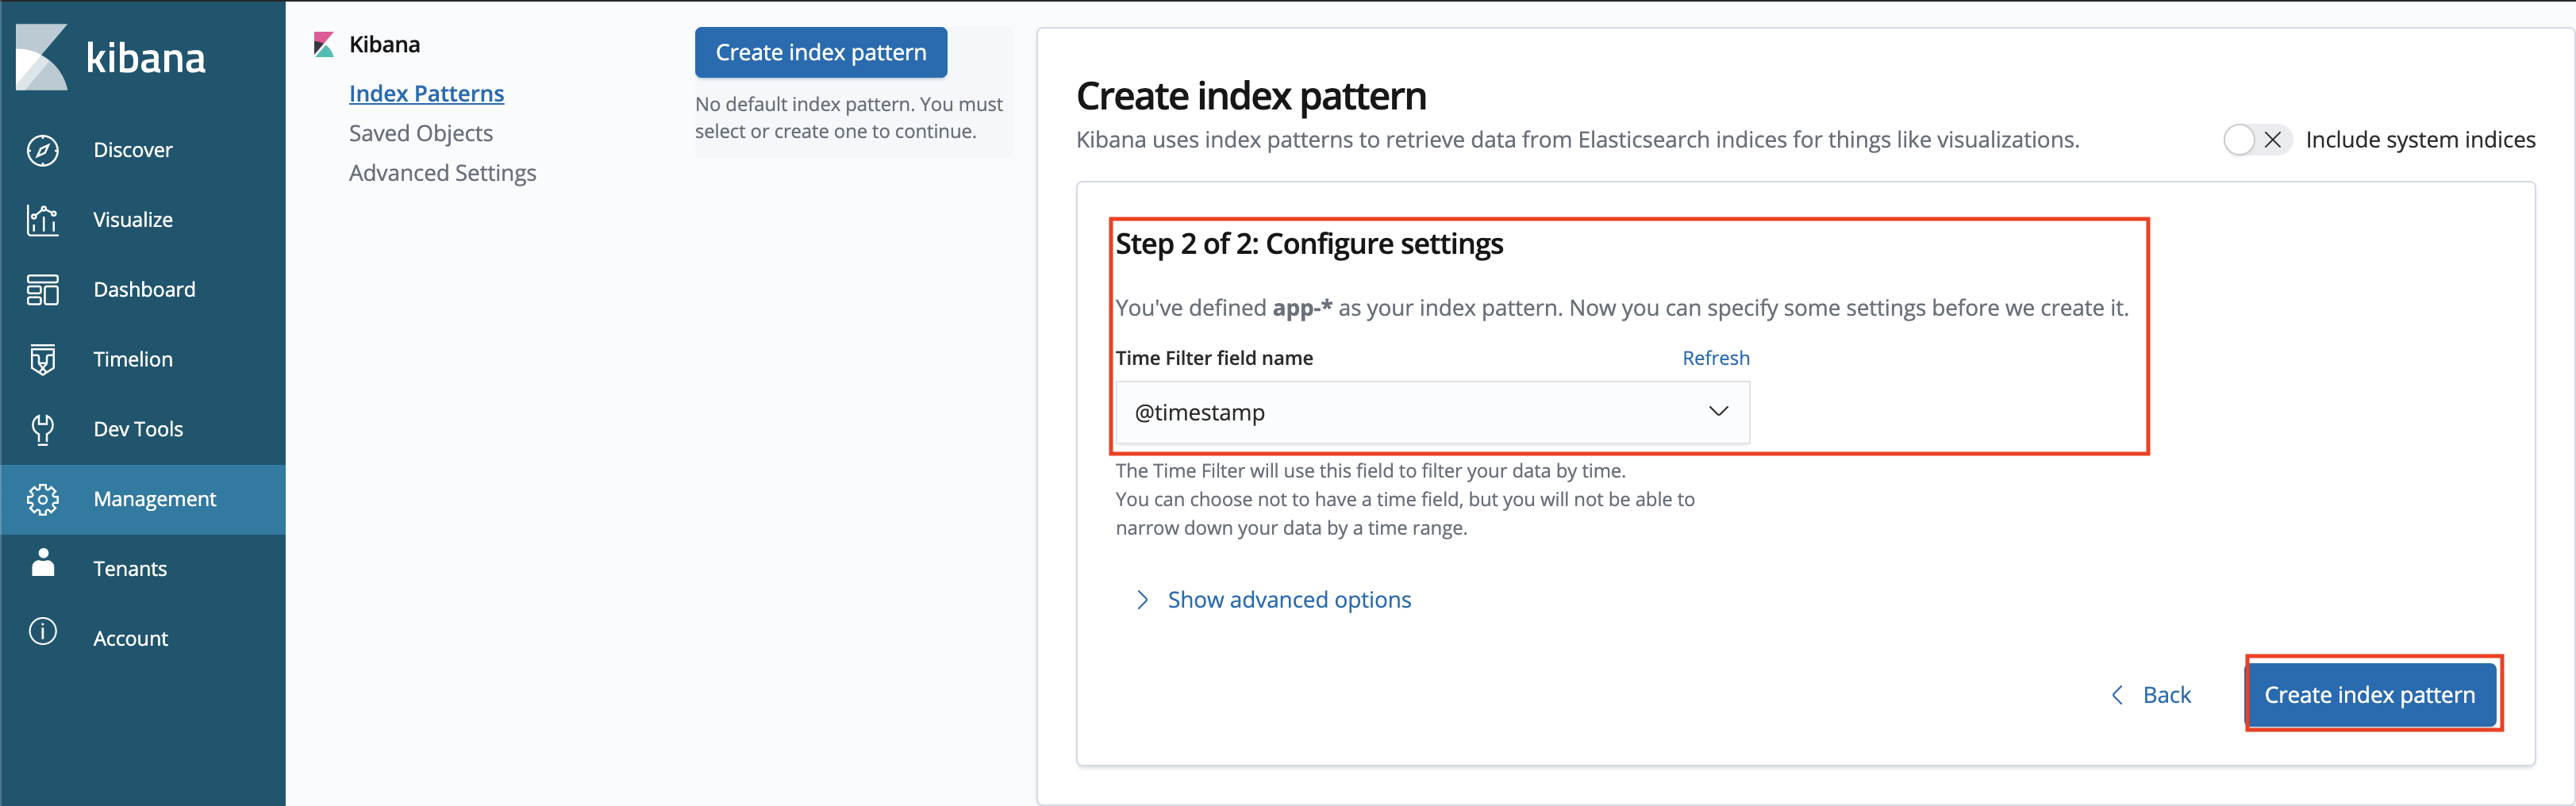 kibana
Discover
Visualize
Dashboard
Timelion
Dev Tools
Management
Tenants
Account
Kibana
Index Patterns
Saved Objects
Advanced Settings
Create index pattern
No default index pattern. You must
select or create one to continue.
Create index pattern
Kibana uses index patterns to retrieve data from Elasticsearch indices for things like visualizations.
Include system indices
Step 2 of 2: Configure settings
You've defined app-* as your index pattern. Now you can specify some settings before we create it.
Time Filter field name
Refresh
@timestamp
The Time Filter will use this field to filter your data by time.
You can choose not to have a time field, but you will not be able to
narrow down your data by a time range.
Show advanced options
Back
Create index pattern